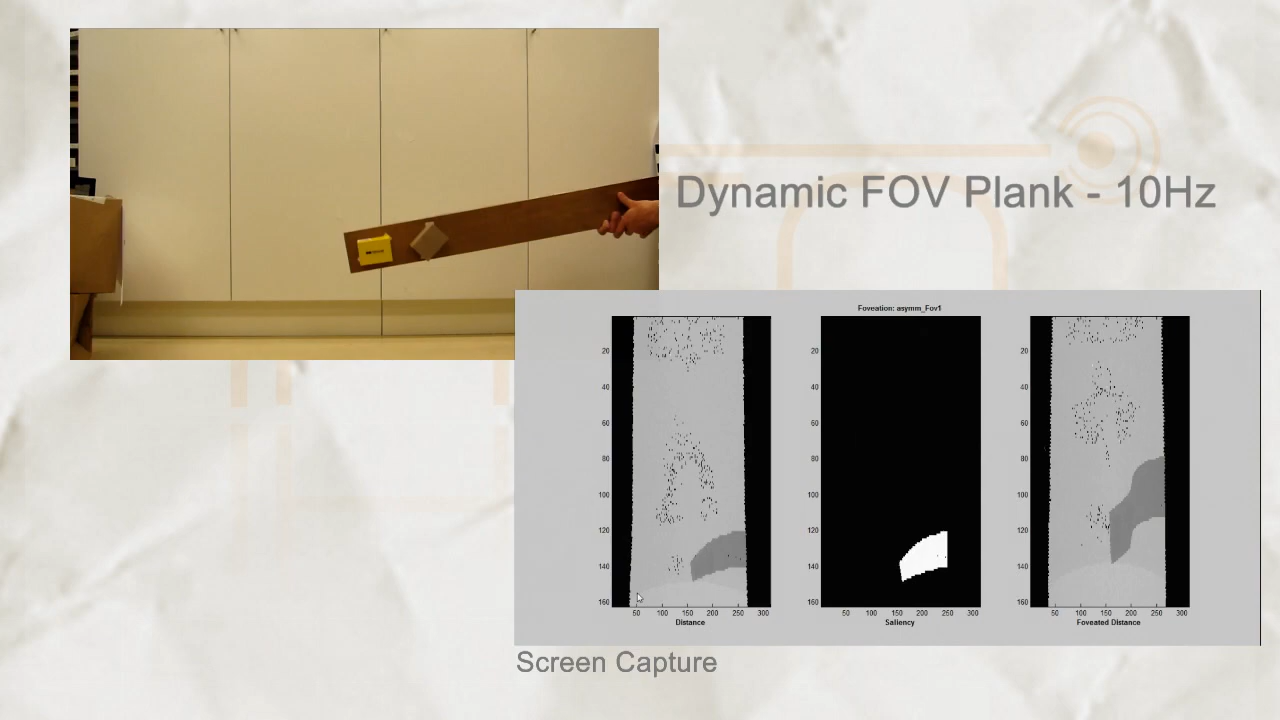 Dynamic FOV Plank - 10Hz
Foveation: asymm_Fov1
20
40
60
80
100
120
140
160
50 100 150 200 250 300
Distance
20
40
60
80
100
120
140
160
50 100 150 200 250 300
Saliency
20
40
60
80
100
120
140
160
50 100 150 200 250 300
Foveated Distance
Screen Capture